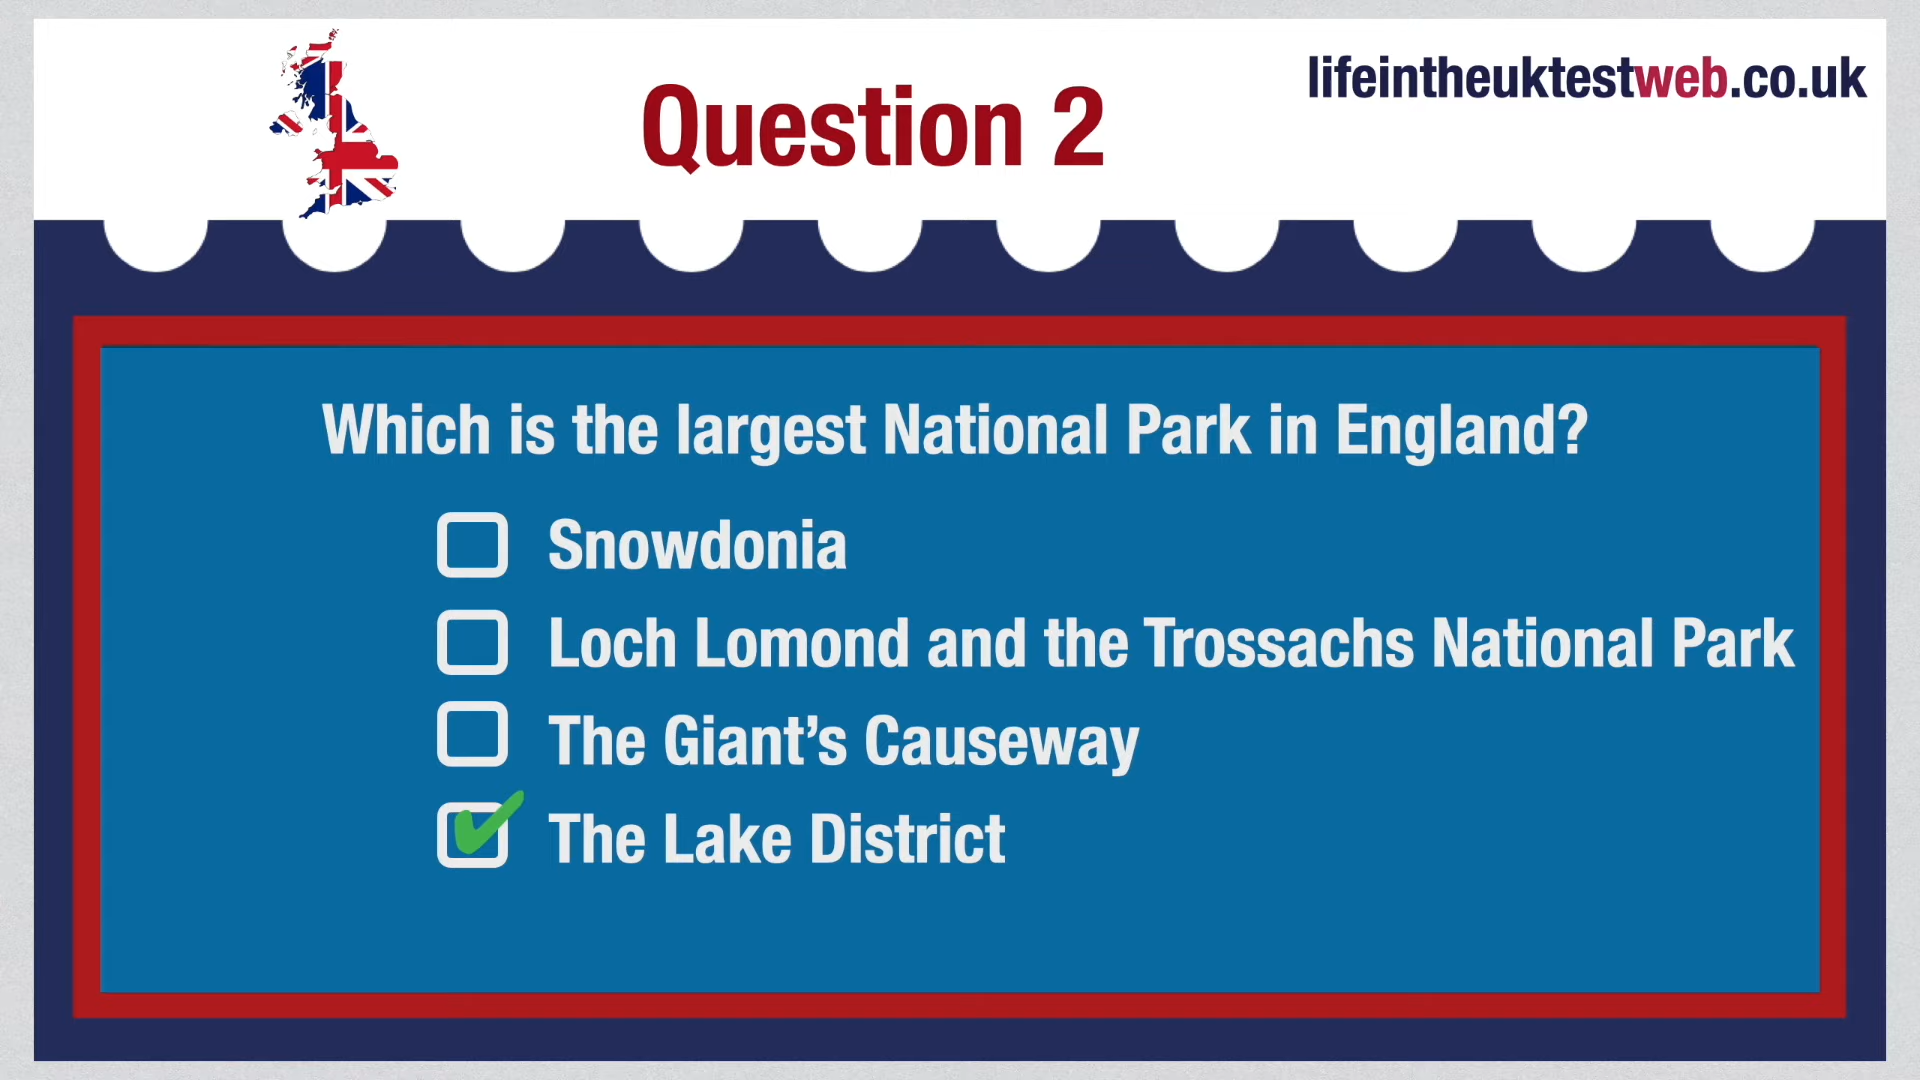 lifeintheuktestweb.co.uk
Question 2
Which is the largest National Park in England?
Snowdonia
Loch Lomond and the Trossachs National Park
The Giant’s Causeway
The Lake District